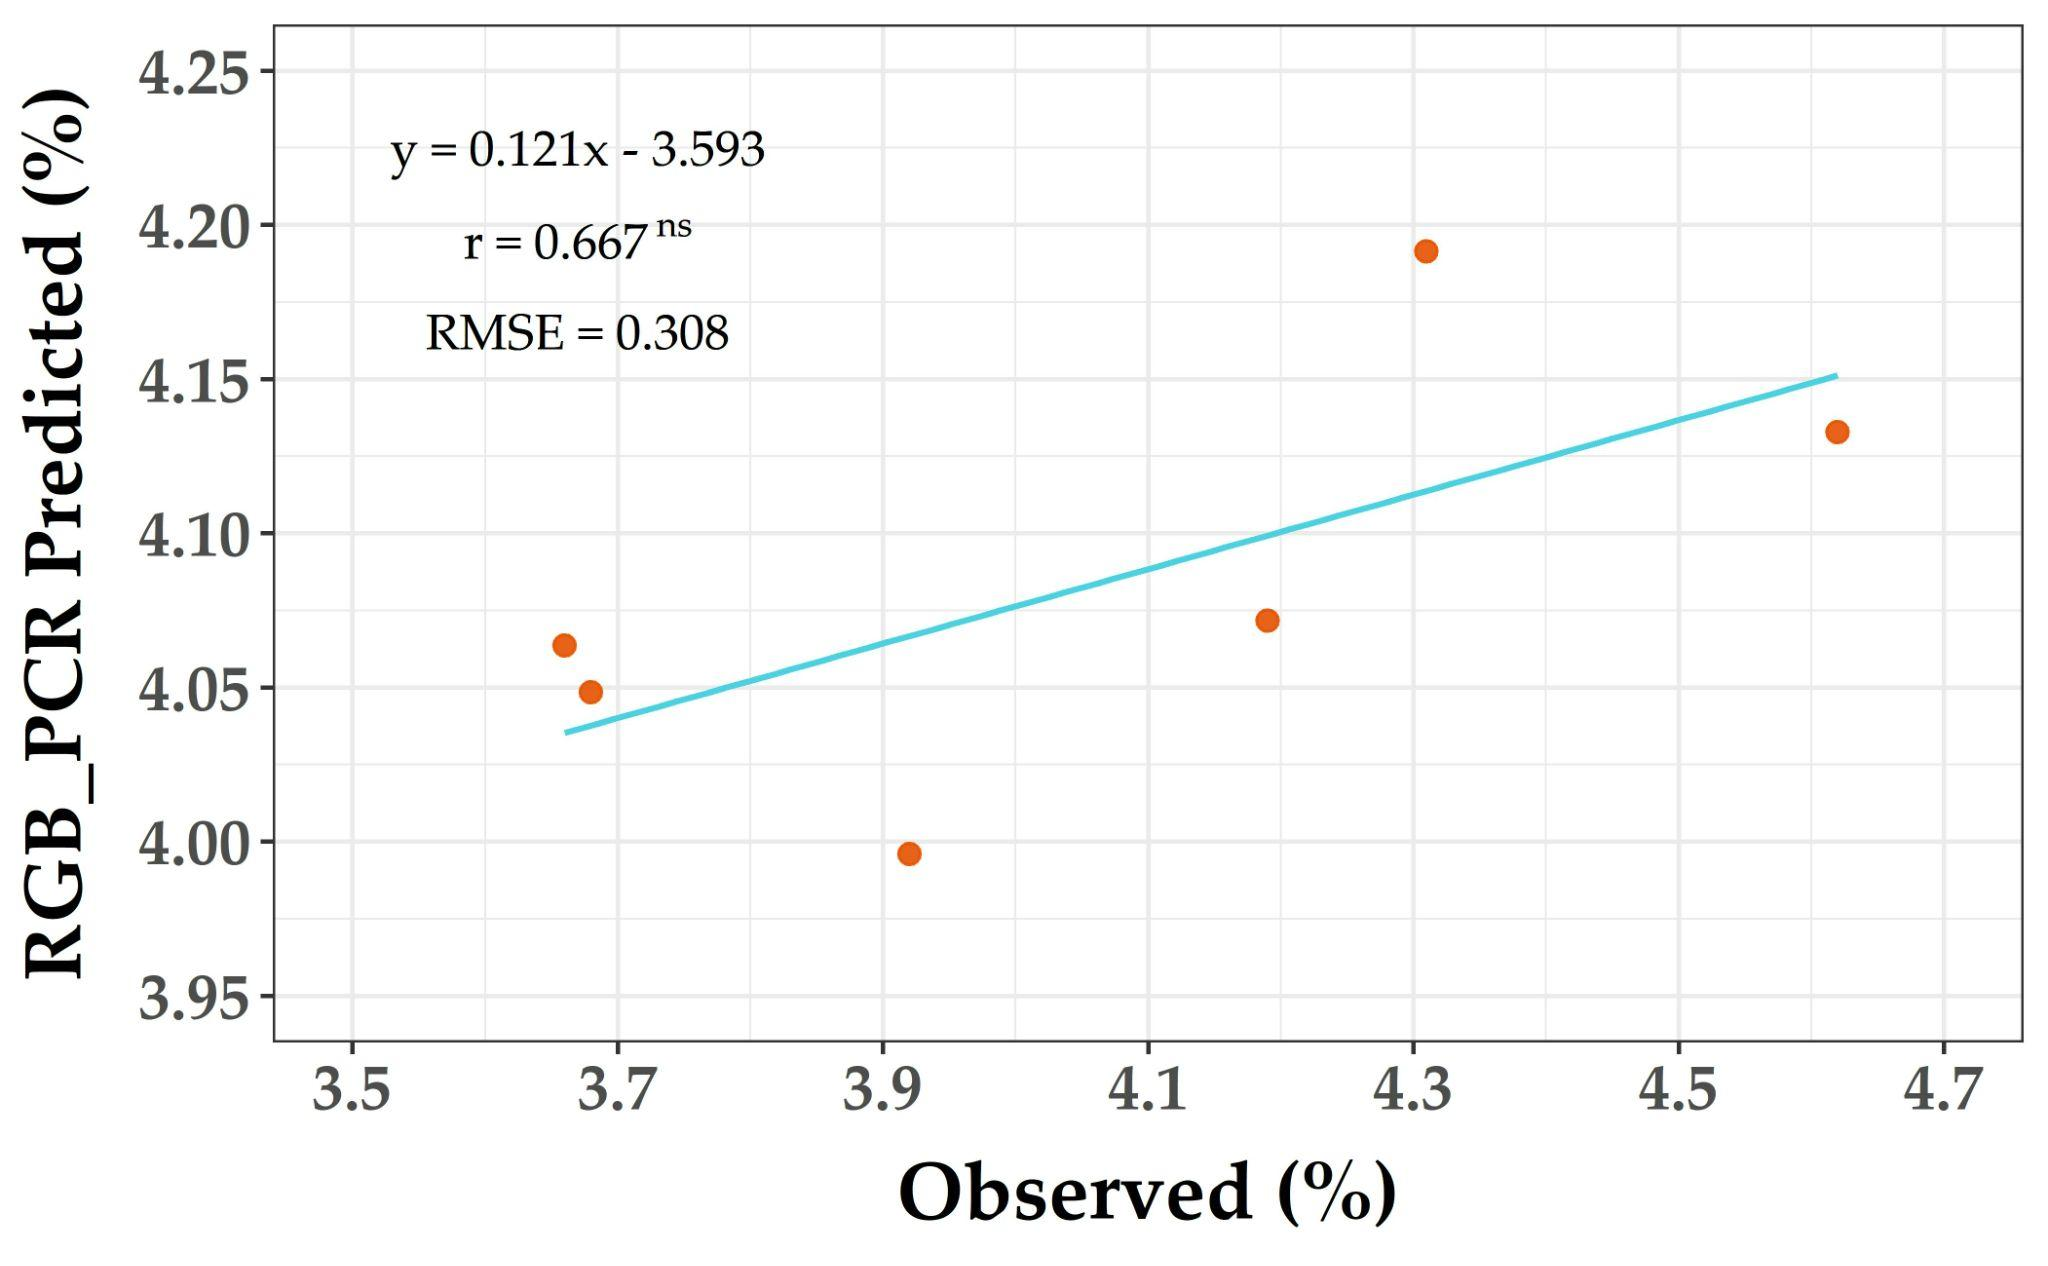 RGB_PCR Predicted (%)
4.25
4.20
4.15
4.10
4.05
4.00
3.95
y = 0.121x - 3.593
r = 0.667 ns
RMSE = 0.308
3.5 3.7 3.9 4.1 4.3 4.5 4.7
Observed (%)